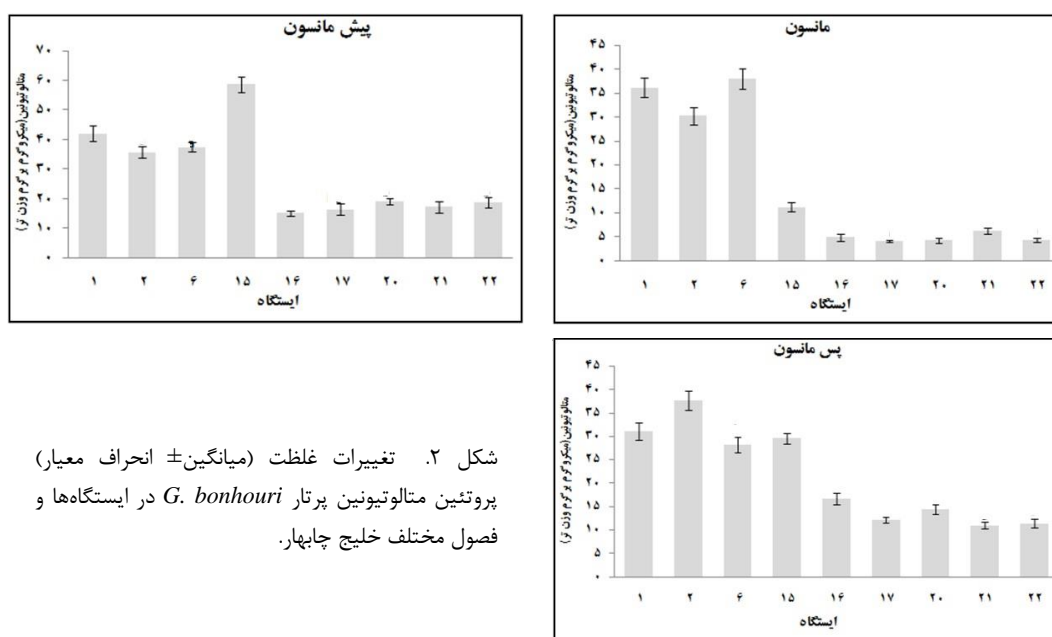 پیش مانسون
متالوتیونین(میکروگرم بر گرم وزن تر)
۷۰
۶۰
۵۰
۴۰
۳۰
۲۰
۱۰
۰
۱ ۲ ۶ ۱۵ ۱۶ ۱۷ ۲۰ ۲۱ ۲۲
ایستگاه
مانسون
متالوتیونین(میکروگرم بر گرم وزن تر)
۴۵
۴۰
۳۵
۳۰
۲۵
۲۰
۱۵
۱۰
۵
۰
۱ ۲ ۶ ۱۵ ۱۶ ۱۷ ۲۰ ۲۱ ۲۲
ایستگاه
پس مانسون
متالوتیونین(میکروگرم بر گرم وزن تر)
۴۵
۴۰
۳۵
۳۰
۲۵
۲۰
۱۵
۱۰
۵
۰
۱ ۲ ۶ ۱۵ ۱۶ ۱۷ ۲۰ ۲۱ ۲۲
ایستگاه
شکل ۲. تغییرات غلظت (میانگین± انحراف معیار)
پروتئین متالوتیونین پرتار G. bonhouri در ایستگاه‌ها و
فصول مختلف خلیج چابهار.